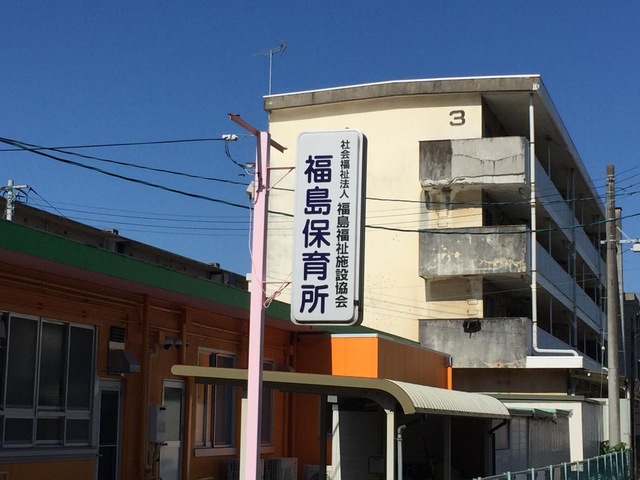 社会福祉法人 福島福祉施設協会
福島保育所
3